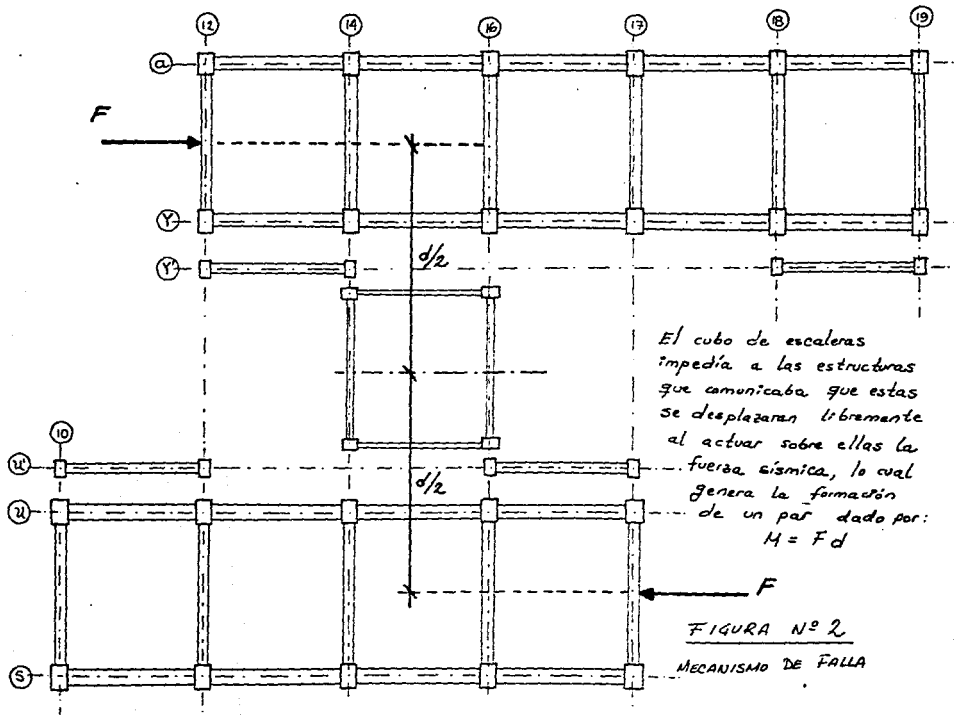 12
14
16
17
18
19
a
F
Y
d/2
Y'
El cubo de escaleras
impedía a las estructuras
que comunicaba que estas
se desplazaran libremente
al actuar sobre ellas la
fuerza sísmica, lo cual
genera la formación
de un par dado por:
M = F d
10
U'
d/2
U
F
FIGURA Nº 2
MECANISMO DE FALLA
S